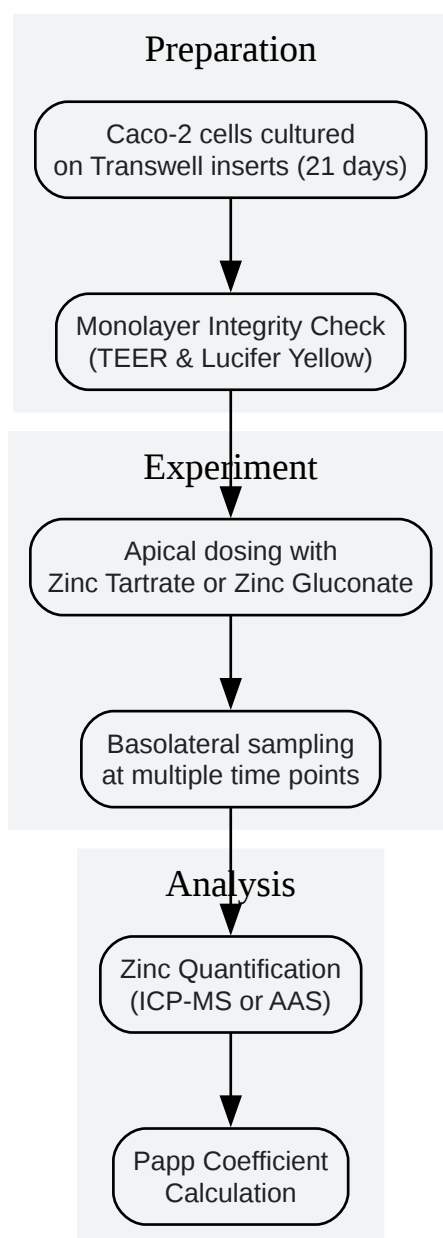 Preparation
Caco-2 cells cultured
on Transwell inserts (21 days)
Monolayer Integrity Check
(TEER & Lucifer Yellow)
Experiment
Apical dosing with
Zinc Tartrate or Zinc Gluconate
Basolateral sampling
at multiple time points
Analysis
Zinc Quantification
(ICP-MS or AAS)
Papp Coefficient
Calculation